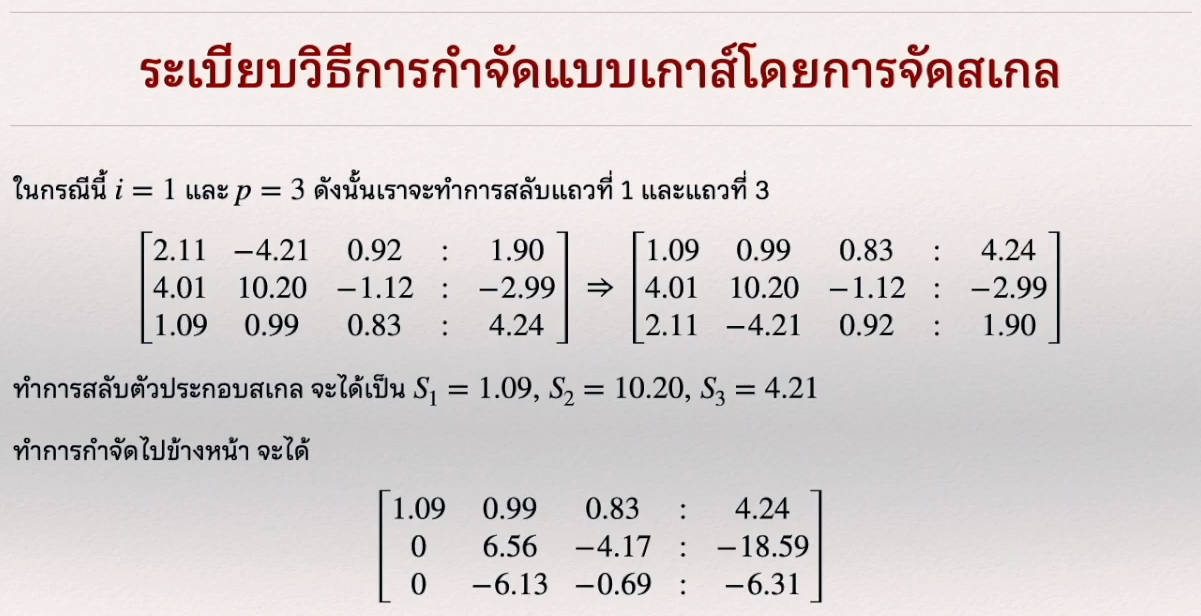 ระเบียบวิธีการกำจัดแบบเกาส์โดยการจัดสเกล
ในกรณีนี้ i = 1 และ p = 3 ดังนั้นเราจะทำการสลับแถวที่ 1 และแถวที่ 3
[2.11 −4.21 0.92 : 1.90] [1.09 0.99 0.83 : 4.24]
[4.01 10.20 −1.12 : −2.99] ⇒ [4.01 10.20 −1.12 : −2.99]
[1.09 0.99 0.83 : 4.24] [2.11 −4.21 0.92 : 1.90]
ทำการสลับตัวประกอบสเกล จะได้เป็น S₁ = 1.09, S₂ = 10.20, S₃ = 4.21
ทำการกำจัดไปข้างหน้า จะได้
[1.09 0.99 0.83 : 4.24]
[0 6.56 −4.17 : −18.59]
[0 −6.13 −0.69 : −6.31]